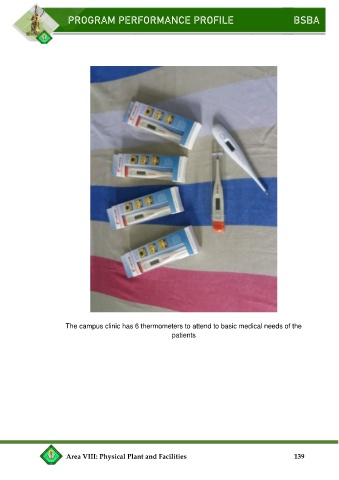 PROGRAM PERFORMANCE PROFILE BSBA
The campus clinic has 6 thermometers to attend to basic medical needs of the
patients
Area VIII: Physical Plant and Facilities 139